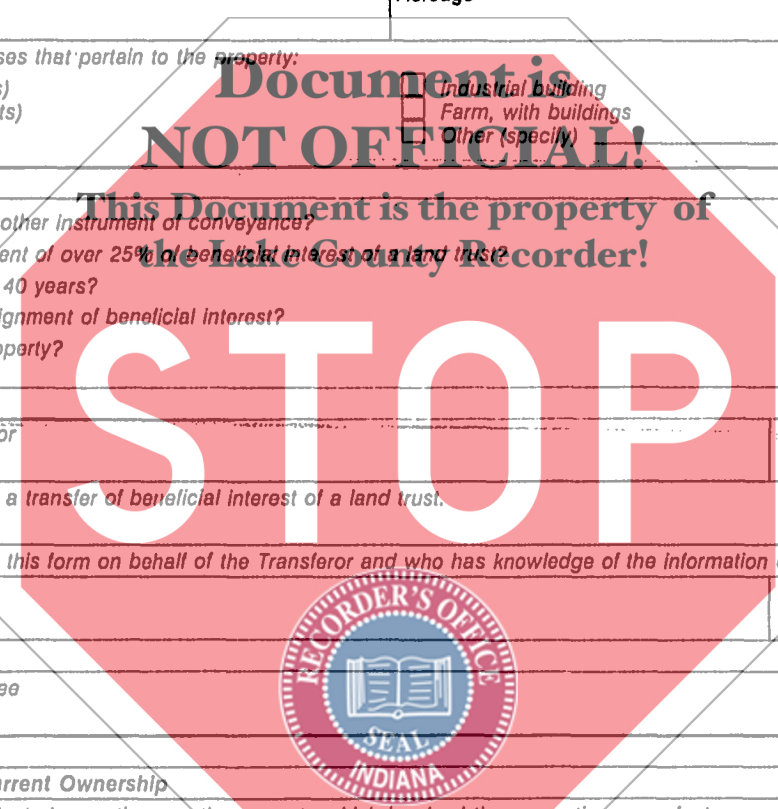 Acreage
ses that pertain to the property:
Document is
s)
Industrial building
ts)
Farm, with buildings
NOT OFFICIAL!
Other (specify)
This Document is the property of
other instrument of conveyance?
ent of over 25% of beneficial interest of a land trust?
the Lake County Recorder!
40 years?
ignment of beneficial interest?
operty?
STOP
or
a transfer of beneficial interest of a land trust.
this form on behalf of the Transferor and who has knowledge of the information
RECORDER'S OFFICE
ee
SEAL
INDIANA
urrent Ownership